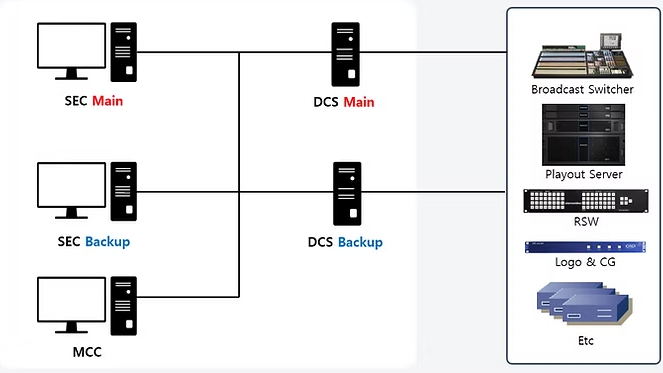 SEC Main
DCS Main
Broadcast Switcher
Playout Server
RSW
SEC Backup
DCS Backup
Logo & CG
MCC
Etc